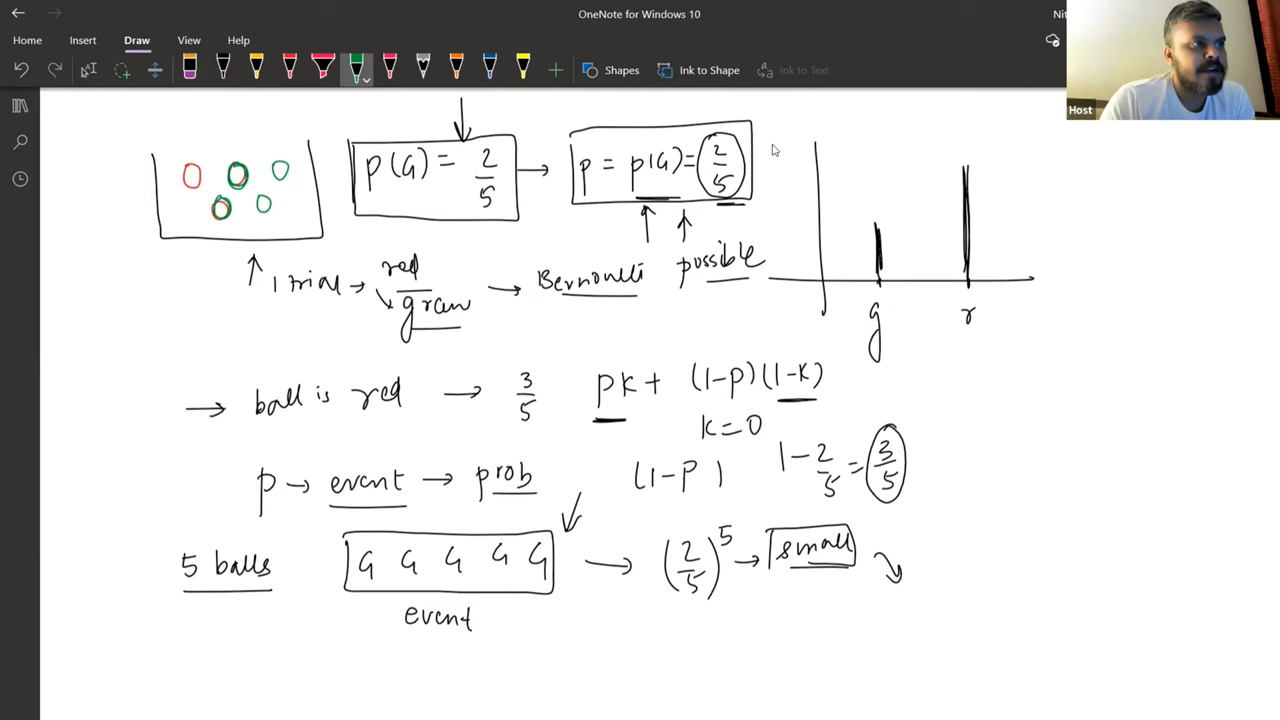 OneNote for Windows 10
Nit
Home Insert Draw View Help
Shapes Ink to Shape Ink to Text
Host
P(G) = 2/5 → p = p(G) = 2/5
1 trial → red
green → Bernoulli possible
g r
→ ball is red → 3/5 pk + (1-p)(1-k)
k=0
p → event → prob (1-p) 1 - 2/5 = 3/5
5 balls G G G G G → (2/5)^5 → small
event